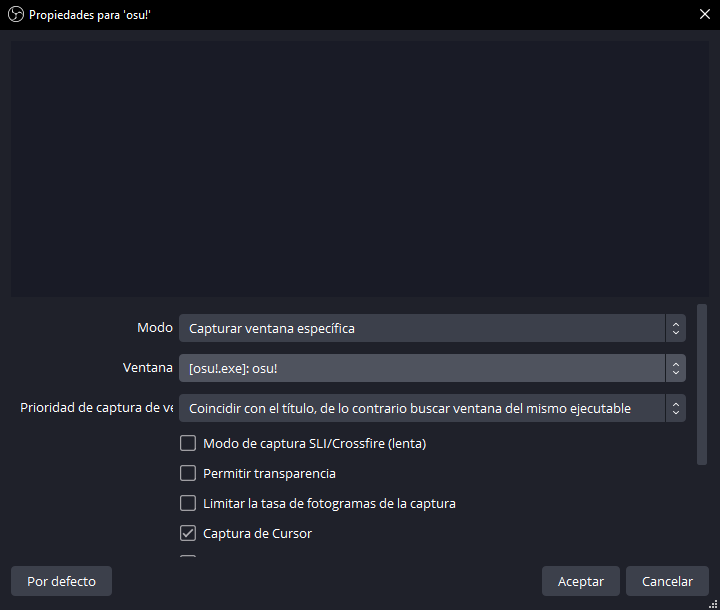 Propiedades para 'osu!'
Modo
Capturar ventana específica
Ventana
[osu!.exe]: osu!
Prioridad de captura de ve
Coincidir con el título, de lo contrario buscar ventana del mismo ejecutable
Modo de captura SLI/Crossfire (lenta)
Permitir transparencia
Limitar la tasa de fotogramas de la captura
Captura de Cursor
Por defecto
Aceptar
Cancelar